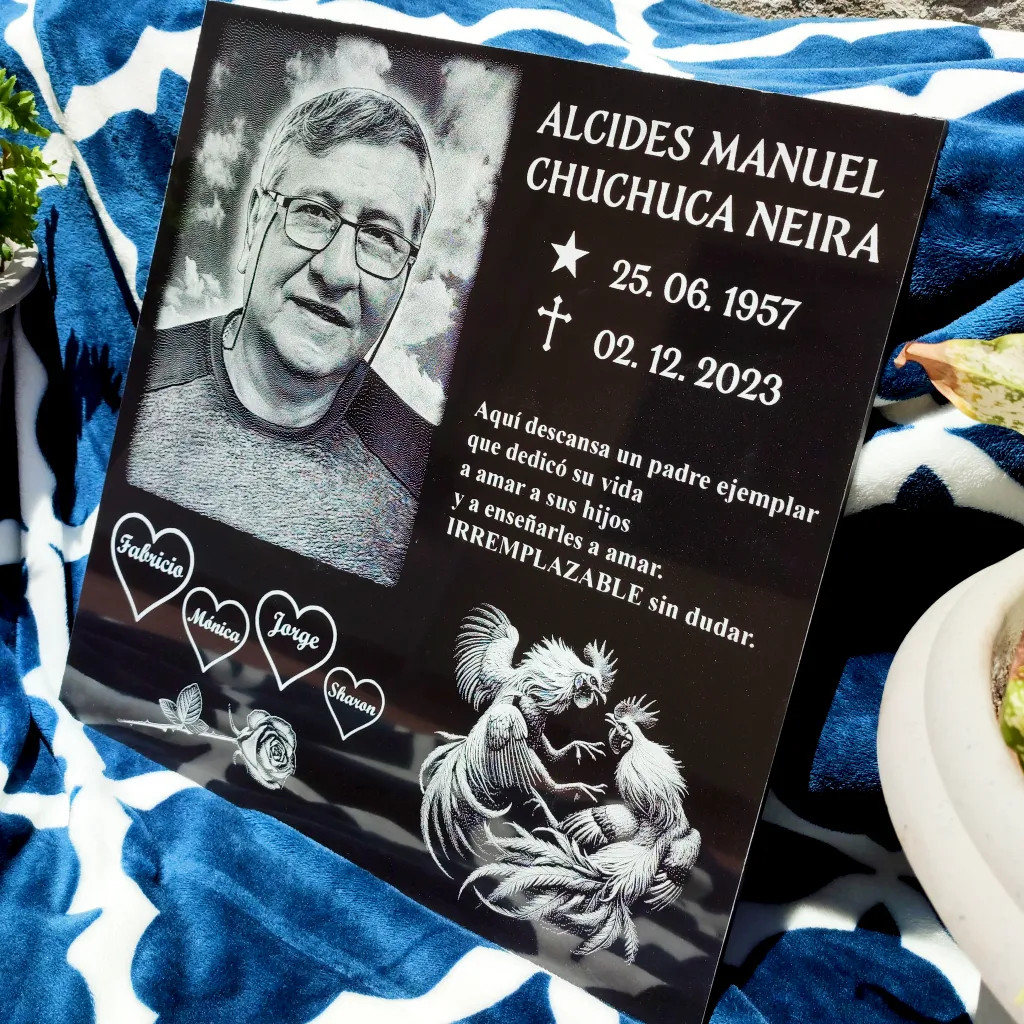 ALCIDES MANUEL
CHUCHUCA NEIRA
25. 06. 1957
02. 12. 2023
Aquí descansa un padre ejemplar
que dedicó su vida
a amar a sus hijos
y a enseñarles a amar.
IRREMPLAZABLE sin dudar.
Fabricio
Mónica
Jorge
Sharon